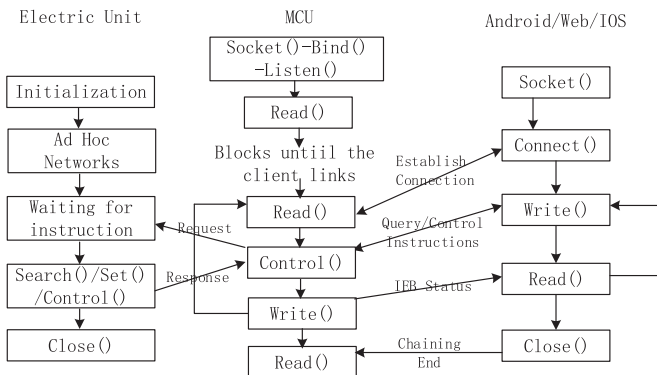 Electric Unit
MCU
Android/Web/IOS
Socket()-Bind()
-Listen()
Read()
Blocks untiil the
client links
Read()
Control()
Write()
Read()
Initialization
Ad Hoc
Networks
Waiting for
instruction
Search()/Set()
/Control()
Close()
Request
Response
Socket()
Connect()
Write()
Read()
Close()
Establish
Connection
Query/Control
Instructions
IEB Status
Chaining
End